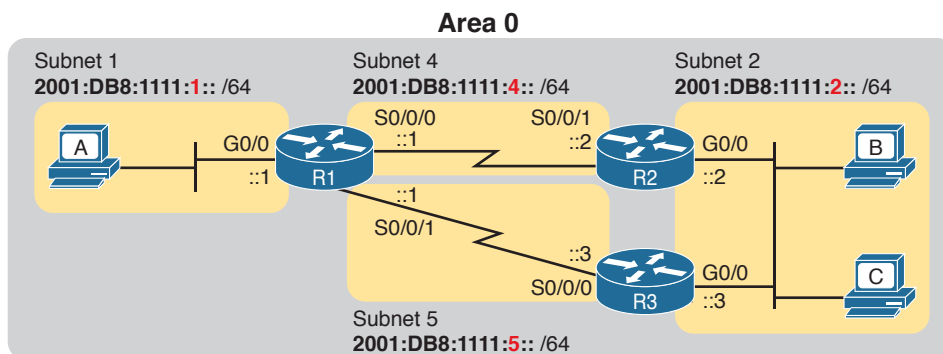 Area 0
Subnet 1
2001:DB8:1111:1:: /64
Subnet 4
2001:DB8:1111:4:: /64
Subnet 2
2001:DB8:1111:2:: /64
A
G0/0
::1
R1
S0/0/0
::1
S0/0/1
::2
R2
G0/0
::2
B
::1
S0/0/1
::3
S0/0/0
R3
G0/0
::3
C
Subnet 5
2001:DB8:1111:5:: /64